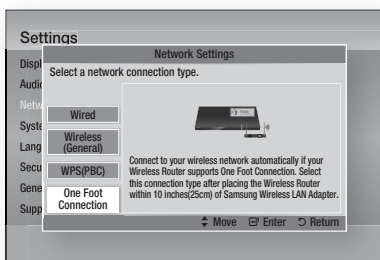 Settings
Network Settings
Displ
Select a network connection type.
Audio
Netw
Wired
Syste
Wireless
(General)
Lang
Secu
WPS(PBC)
Gene
One Foot
Connection
Supp
Connect to your wireless network automatically if your
Wireless Router supports One Foot Connection. Select
this connection type after placing the Wireless Router
within 10 inches(25cm) of Samsung Wireless LAN Adapter.
Move Enter Return